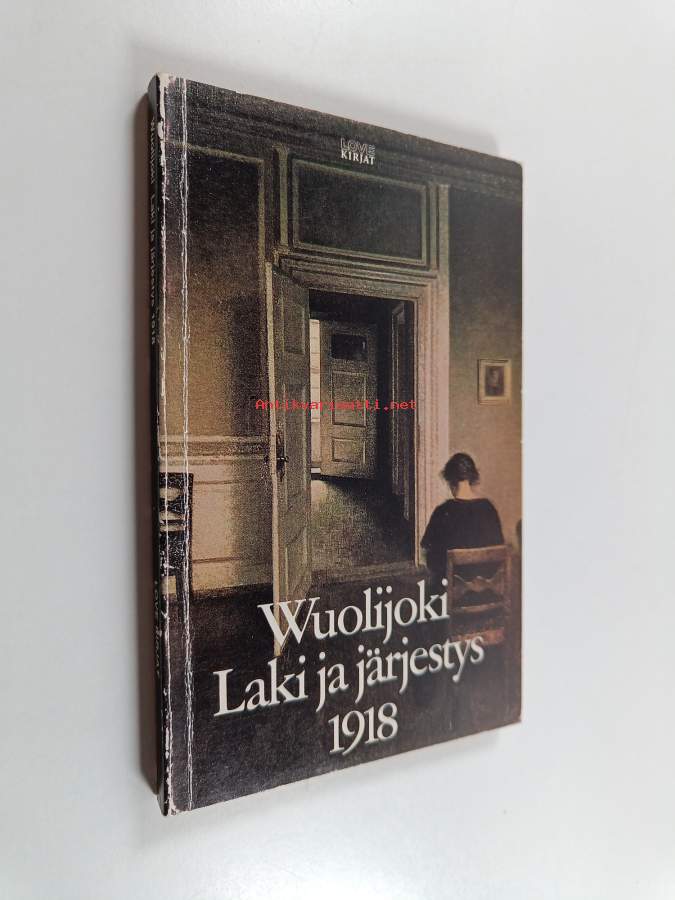 LOVE
KIRJAT
Antikvariaatti.net
Wuolijoki
Laki ja järjestys
1918
Wuolijoki Laki ja järjestys 1918